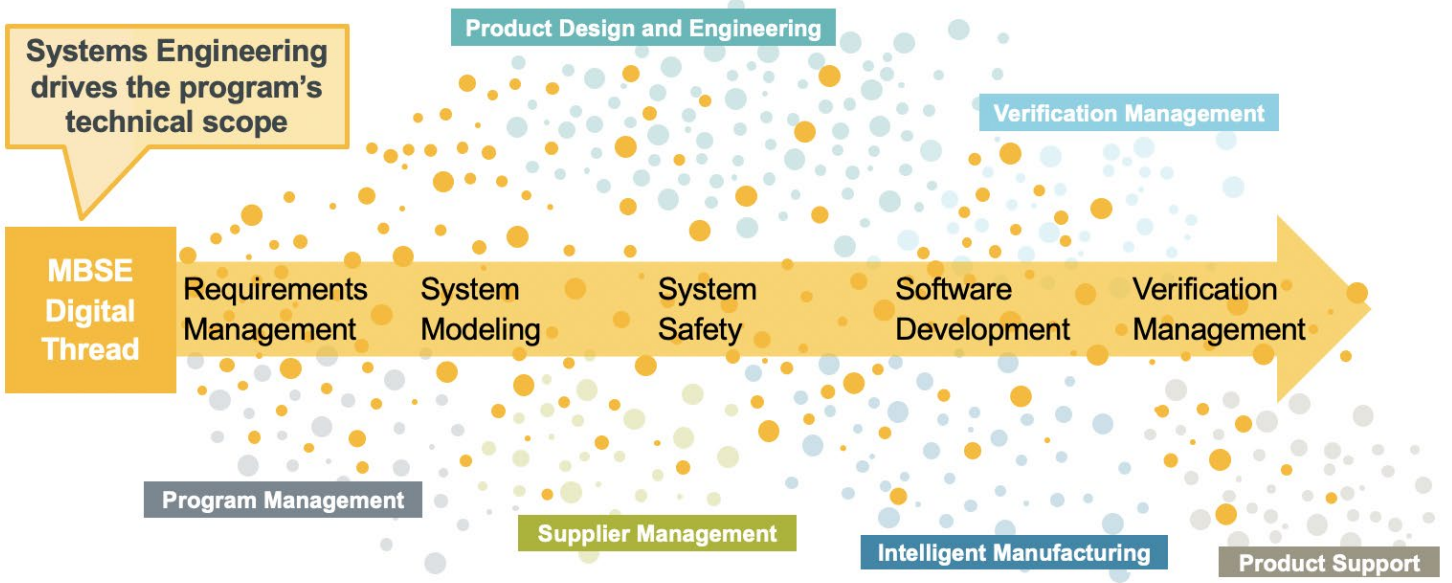 Product Design and Engineering
Systems Engineering
drives the program's
technical scope
Verification Management
MBSE
Digital
Thread
Requirements
Management
System
Modeling
System
Safety
Software
Development
Verification
Management
Program Management
Supplier Management
Intelligent Manufacturing
Product Support